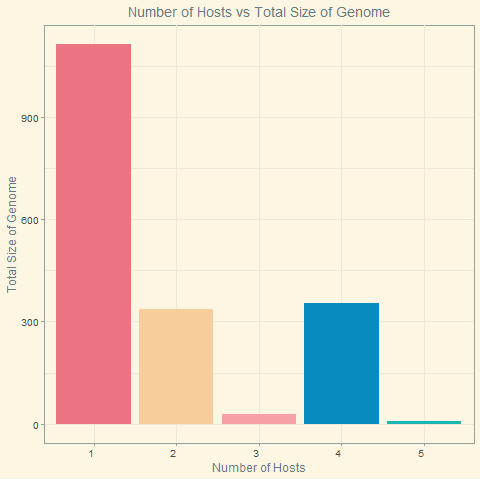 Number of Hosts vs Total Size of Genome
Total Size of Genome
900
600
300
0
1 2 3 4 5
Number of Hosts